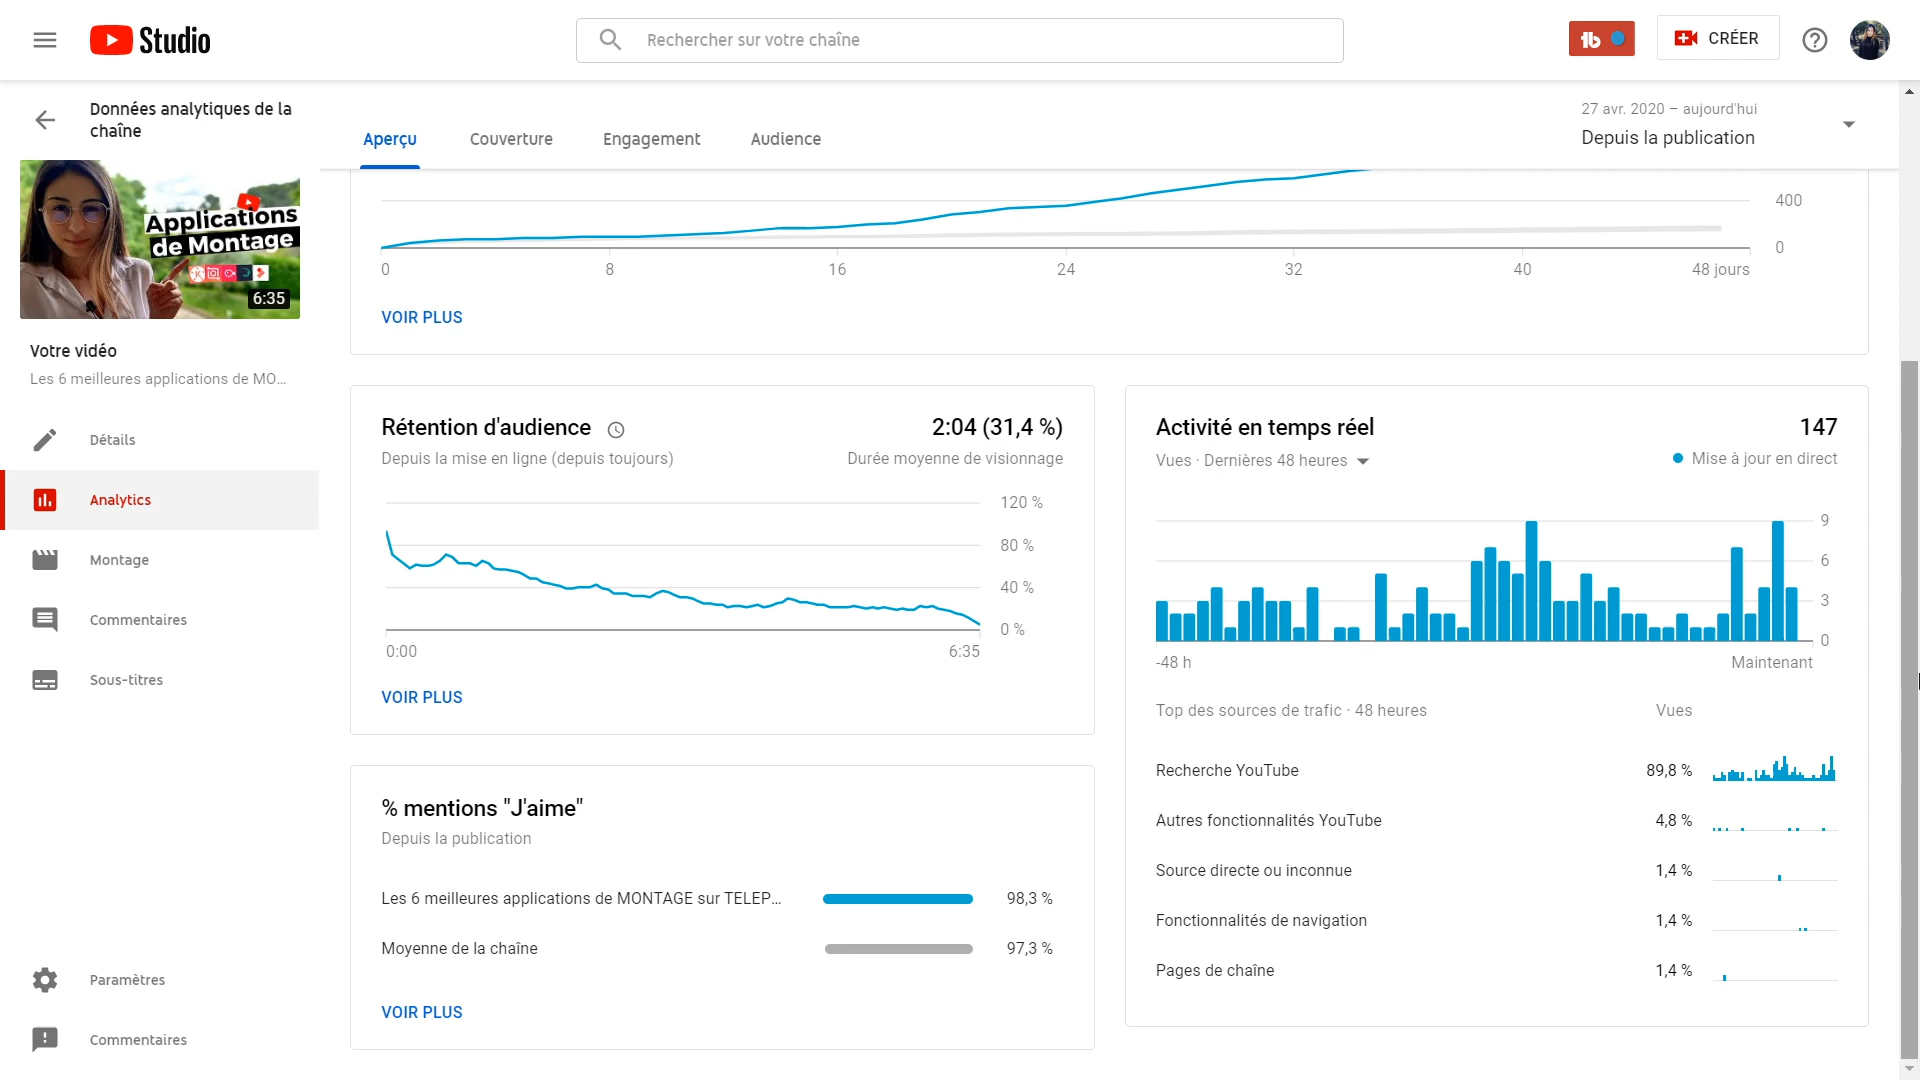 Studio
Rechercher sur votre chaîne
CRÉER
Données analytiques de la
chaîne
Aperçu
Couverture
Engagement
Audience
27 avr. 2020 – aujourd'hui
Depuis la publication
Applications
de Montage
6:35
Votre vidéo
Les 6 meilleures applications de MO...
Détails
Analytics
Montage
Commentaires
Sous-titres
Paramètres
Commentaires
400
0
0 8 16 24 32 40 48 jours
VOIR PLUS
Rétention d'audience
2:04 (31,4 %)
Depuis la mise en ligne (depuis toujours)
Durée moyenne de visionnage
120 %
80 %
40 %
0 %
0:00 6:35
VOIR PLUS
% mentions "J'aime"
Depuis la publication
Les 6 meilleures applications de MONTAGE sur TELEP... 98,3 %
Moyenne de la chaîne 97,3 %
VOIR PLUS
Activité en temps réel
147
Vues · Dernières 48 heures
Mise à jour en direct
9
6
3
0
-48 h Maintenant
Top des sources de trafic · 48 heures Vues
Recherche YouTube 89,8 %
Autres fonctionnalités YouTube 4,8 %
Source directe ou inconnue 1,4 %
Fonctionnalités de navigation 1,4 %
Pages de chaîne 1,4 %